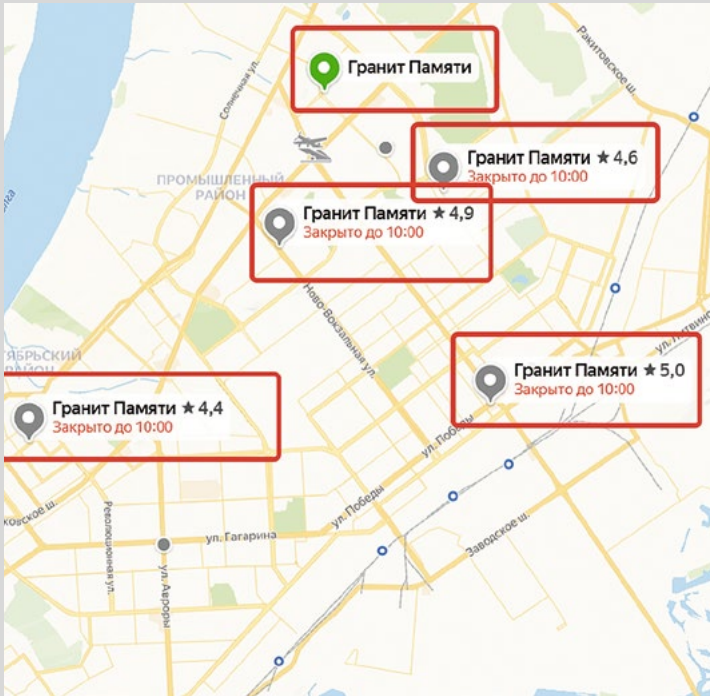 Ракитовское ш.
Гранит Памяти
Солнечная ул.
Гранит Памяти ★ 4,6
Закрыто до 10:00
ПРОМЫШЛЕННЫЙ
РАЙОН
Гранит Памяти ★ 4,9
Закрыто до 10:00
Ново-Вокзальная ул.
Гранит Памяти ★ 5,0
Закрыто до 10:00
РАЙОН
Гранит Памяти ★ 4,4
Закрыто до 10:00
ул. Победы
ул. Победы
Революционная ул.
ул. Гагарина
Заводское ш.
ул. Авроры